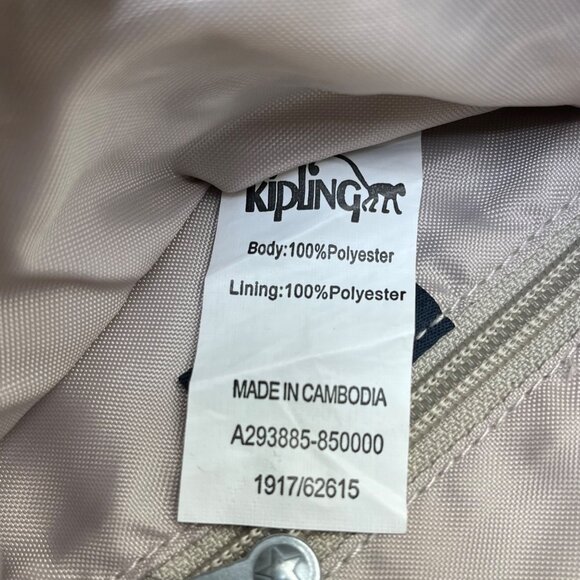 Kipling
Body:100%Polyester
Lining:100%Polyester
MADE IN CAMBODIA
A293885-850000
1917/62615